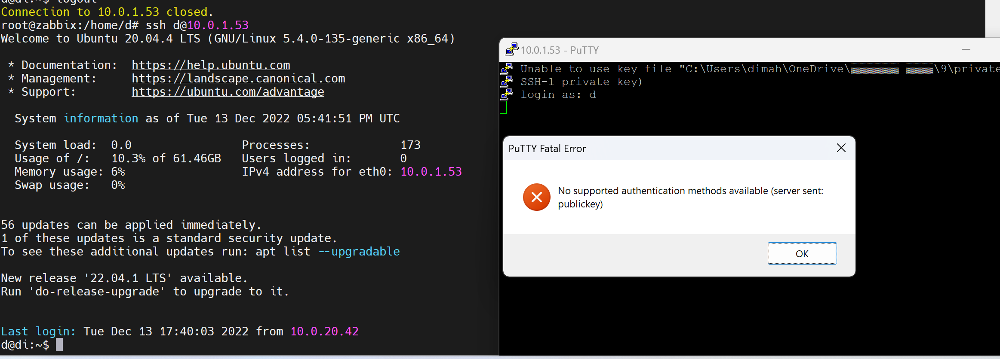 d@di:~$ logout
Connection to 10.0.1.53 closed.
root@zabbix:/home/d# ssh d@10.0.1.53
Welcome to Ubuntu 20.04.4 LTS (GNU/Linux 5.4.0-135-generic x86_64)
* Documentation: https://help.ubuntu.com
* Management: https://landscape.canonical.com
* Support: https://ubuntu.com/advantage
System information as of Tue 13 Dec 2022 05:41:51 PM UTC
System load: 0.0 Processes: 173
Usage of /: 10.3% of 61.46GB Users logged in: 0
Memory usage: 6% IPv4 address for eth0: 10.0.1.53
Swap usage: 0%
56 updates can be applied immediately.
1 of these updates is a standard security update.
To see these additional updates run: apt list --upgradable
New release '22.04.1 LTS' available.
Run 'do-release-upgrade' to upgrade to it.
Last login: Tue Dec 13 17:40:03 2022 from 10.0.20.42
d@di:~$
10.0.1.53 - PuTTY
Unable to use key file "C:\Users\dimah\OneDrive\▒▒▒▒▒▒▒ ▒▒▒▒\9\private
SSH-1 private key)
login as: d
PuTTY Fatal Error
No supported authentication methods available (server sent:
publickey)
OK